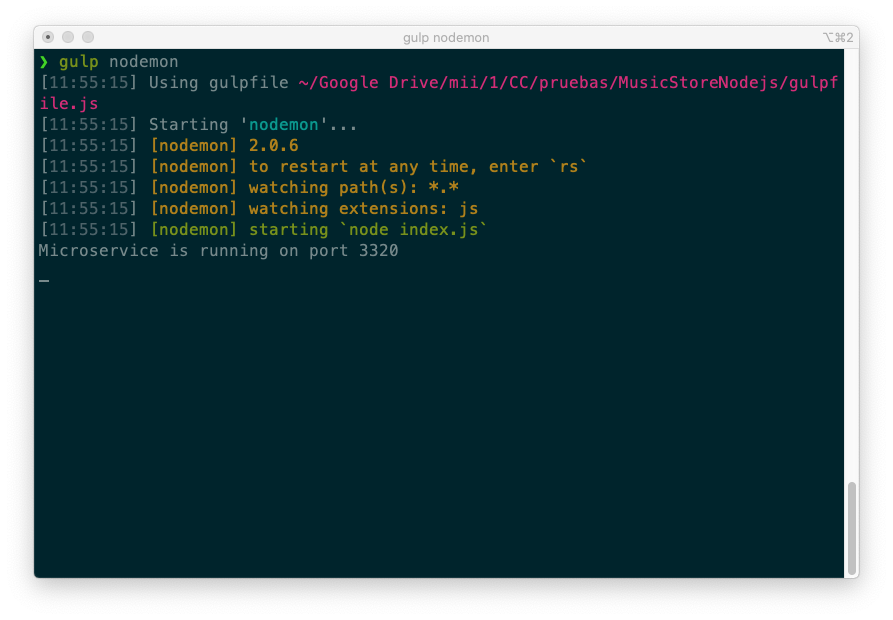 gulp nodemon
⌥⌘2
❯ gulp nodemon
[11:55:15] Using gulpfile ~/Google Drive/mii/1/CC/pruebas/MusicStoreNodejs/gulpf
ile.js
[11:55:15] Starting 'nodemon'...
[11:55:15] [nodemon] 2.0.6
[11:55:15] [nodemon] to restart at any time, enter `rs`
[11:55:15] [nodemon] watching path(s): *.*
[11:55:15] [nodemon] watching extensions: js
[11:55:15] [nodemon] starting `node index.js`
Microservice is running on port 3320